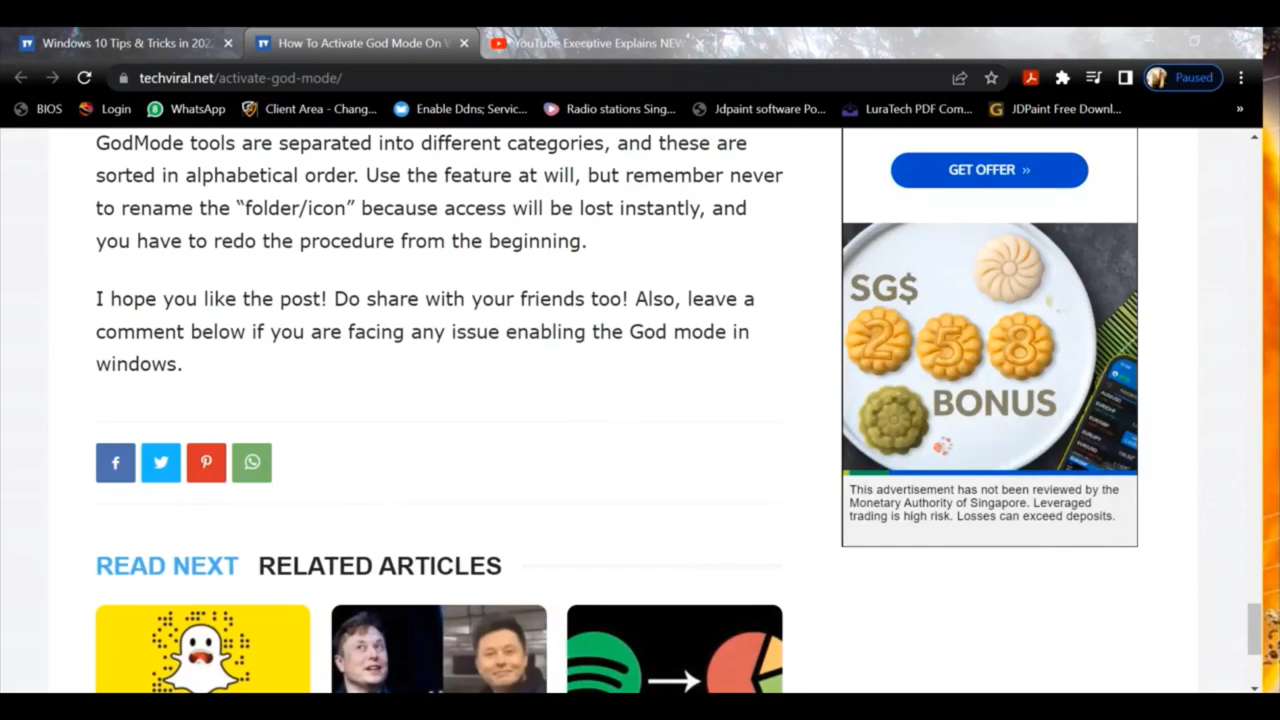 Windows 10 Tips & Tricks in 202
How To Activate God Mode On
YouTube Executive Explains NEW
techviral.net/activate-god-mode/
Paused
BIOS
Login
WhatsApp
Client Area - Chang...
Enable Ddns; Servic...
Radio stations Sing...
Jdpaint software Po...
LuraTech PDF Com...
JDPaint Free Downl...
»
GodMode tools are separated into different categories, and these are
sorted in alphabetical order. Use the feature at will, but remember never
to rename the “folder/icon” because access will be lost instantly, and
you have to redo the procedure from the beginning.
I hope you like the post! Do share with your friends too! Also, leave a
comment below if you are facing any issue enabling the God mode in
windows.
READ NEXT RELATED ARTICLES
GET OFFER »
SG$
258
BONUS
This advertisement has not been reviewed by the
Monetary Authority of Singapore. Leveraged
trading is high risk. Losses can exceed deposits.